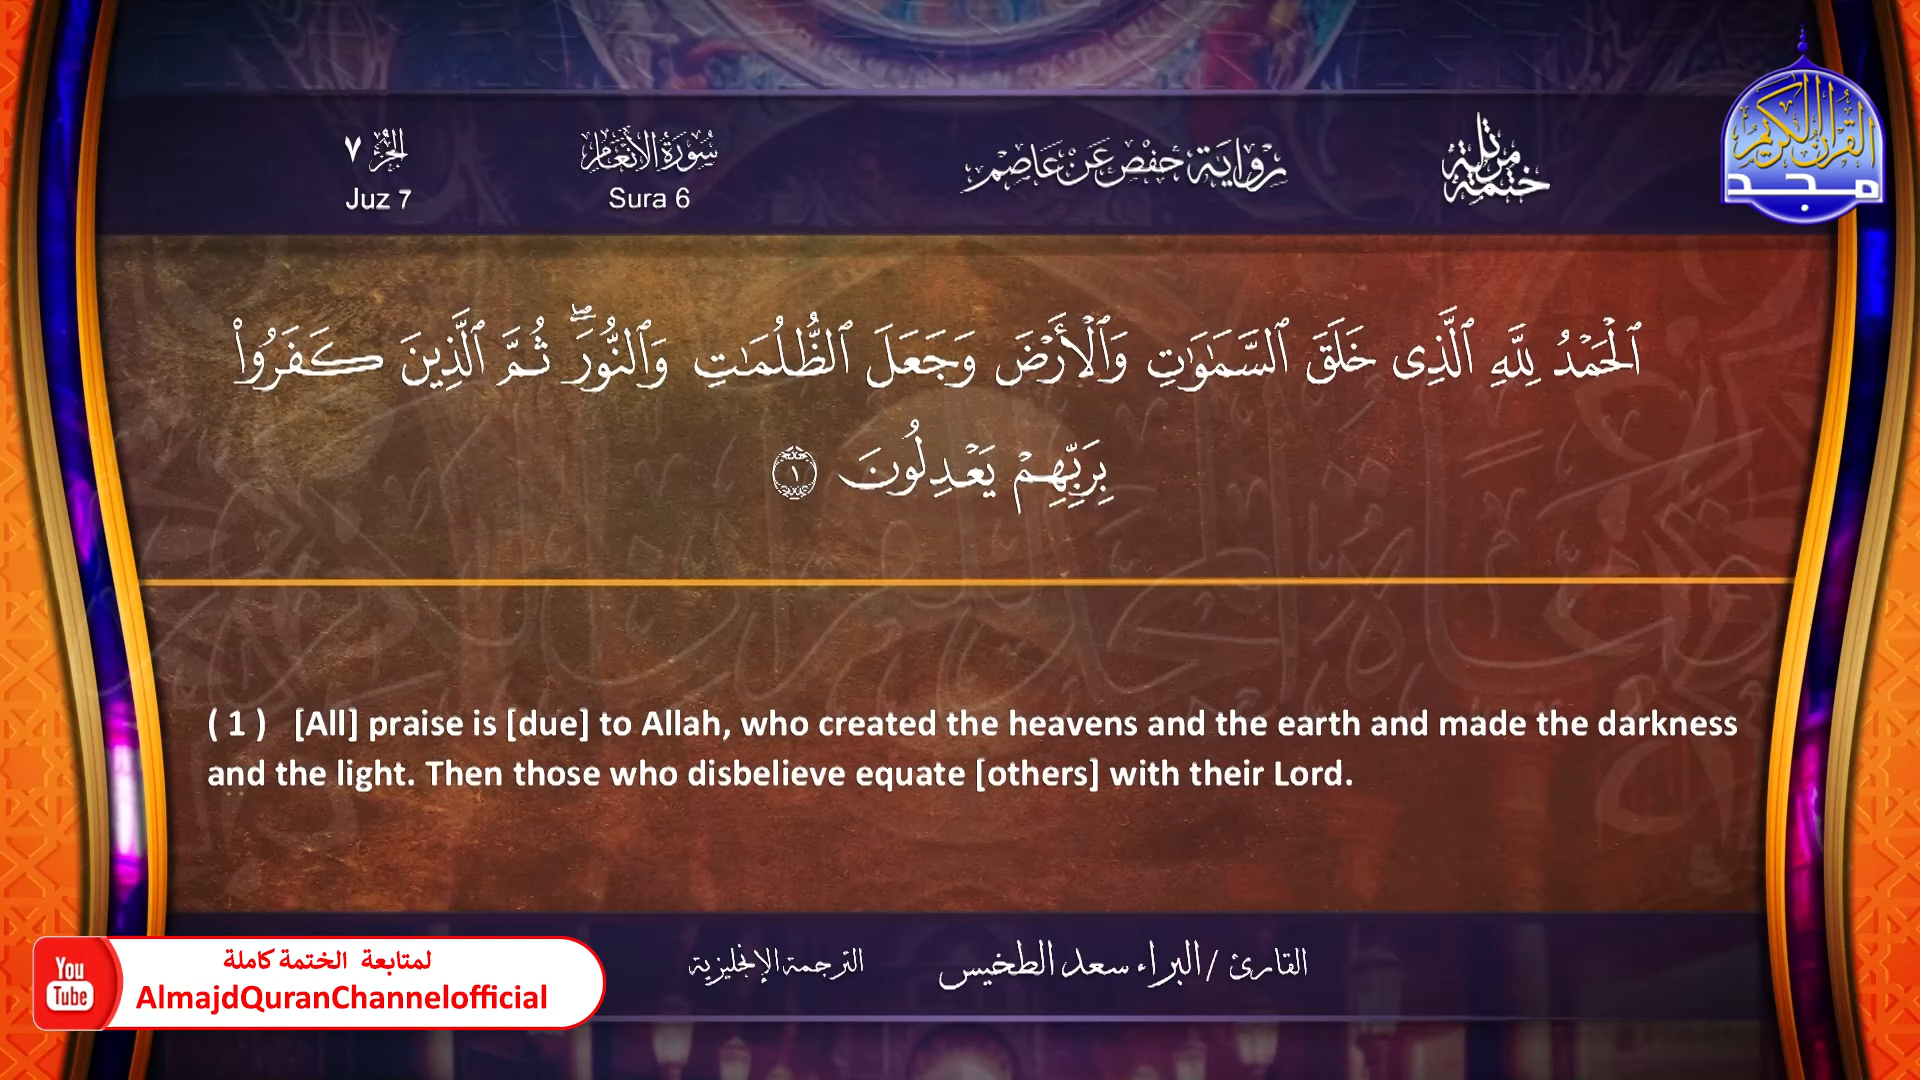 الجزء ٧
Juz 7
سورة الأنعام
Sura 6
رواية حفص عن عاصم
ختمة مرتلة
القرآن الكريم
مجد
ٱلۡحَمۡدُ لِلَّهِ ٱلَّذِى خَلَقَ ٱلسَّمَٰوَٰتِ وَٱلۡأَرۡضَ وَجَعَلَ ٱلظُّلُمَٰتِ وَٱلنُّورَۖ ثُمَّ ٱلَّذِينَ كَفَرُواْ
بِرَبِّهِمۡ يَعۡدِلُونَ ١
( 1 ) [All] praise is [due] to Allah, who created the heavens and the earth and made the darkness
and the light. Then those who disbelieve equate [others] with their Lord.
القارئ / البراء سعد الطخيس
الترجمة الإنجليزية
You
Tube
لمتابعة الختمة كاملة
AlmajdQuranChannelofficial